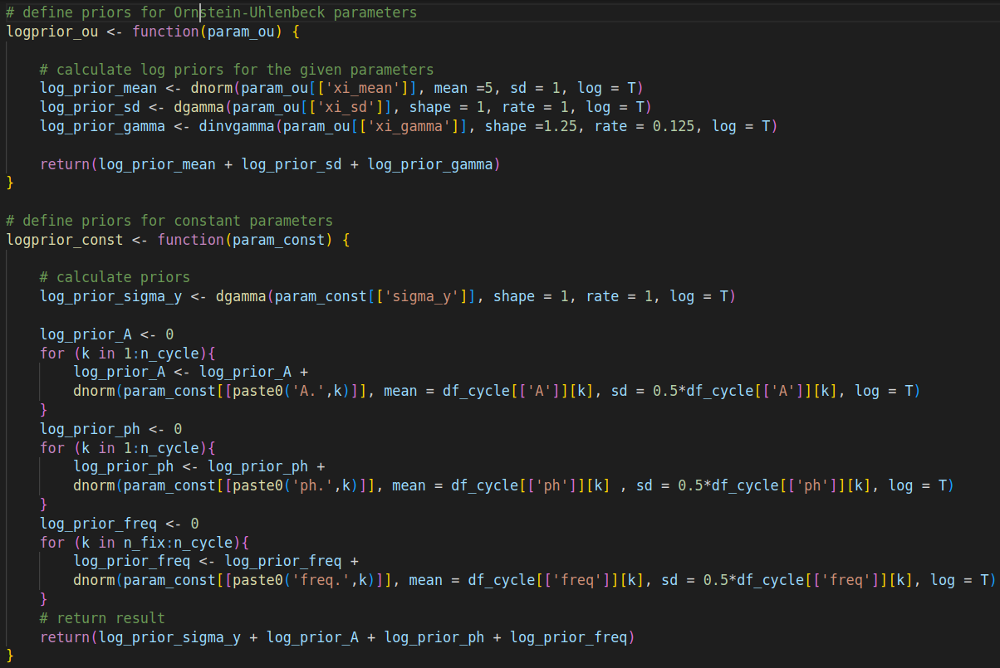 # define priors for Ornstein-Uhlenbeck parameters
logprior_ou <- function(param_ou) {
    # calculate log priors for the given parameters
    log_prior_mean <- dnorm(param_ou[['xi_mean']], mean =5, sd = 1, log = T)
    log_prior_sd <- dgamma(param_ou[['xi_sd']], shape = 1, rate = 1, log = T)
    log_prior_gamma <- dinvgamma(param_ou[['xi_gamma']], shape =1.25, rate = 0.125, log = T)
    return(log_prior_mean + log_prior_sd + log_prior_gamma)
}
# define priors for constant parameters
logprior_const <- function(param_const) {
    # calculate priors
    log_prior_sigma_y <- dgamma(param_const[['sigma_y']], shape = 1, rate = 1, log = T)
    log_prior_A <- 0
    for (k in 1:n_cycle){
        log_prior_A <- log_prior_A +
        dnorm(param_const[[paste0('A.',k)]], mean = df_cycle[['A']][k], sd = 0.5*df_cycle[['A']][k], log = T)
    }
    log_prior_ph <- 0
    for (k in 1:n_cycle){
        log_prior_ph <- log_prior_ph +
        dnorm(param_const[[paste0('ph.',k)]], mean = df_cycle[['ph']][k] , sd = 0.5*df_cycle[['ph']][k], log = T)
    }
    log_prior_freq <- 0
    for (k in n_fix:n_cycle){
        log_prior_freq <- log_prior_freq +
        dnorm(param_const[[paste0('freq.',k)]], mean = df_cycle[['freq']][k], sd = 0.5*df_cycle[['freq']][k], log = T)
    }
    # return result
    return(log_prior_sigma_y + log_prior_A + log_prior_ph + log_prior_freq)
}